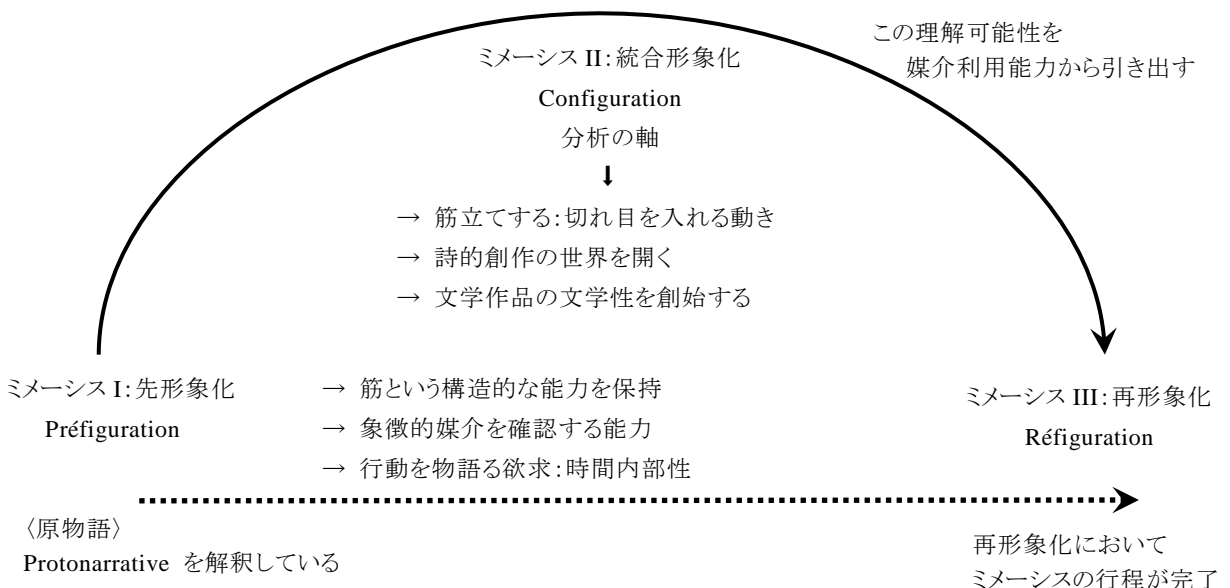 この理解可能性を
媒介利用能力から引き出す
ミメーシス II:統合形象化
Configuration
分析の軸
⬇
→ 筋立てする:切れ目を入れる動き
→ 詩的創作の世界を開く
→ 文学作品の文学性を創始する
ミメーシス I:先形象化
Préfiguration
→ 筋という構造的な能力を保持
→ 象徴的媒介を確認する能力
→ 行動を物語る欲求:時間内部性
ミメーシス III:再形象化
Réfiguration
〈原物語〉
Protonarrative を解釈している
再形象化において
ミメーシスの行程が完了